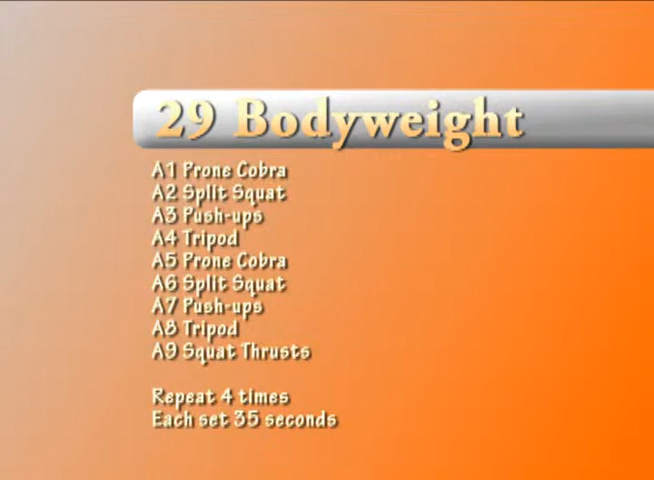 29 Bodyweight
A1 Prone Cobra
A2 Split Squat
A3 Push-ups
A4 Tripod
A5 Prone Cobra
A6 Split Squat
A7 Push-ups
A8 Tripod
A9 Squat Thrusts
Repeat 4 times
Each set 35 seconds